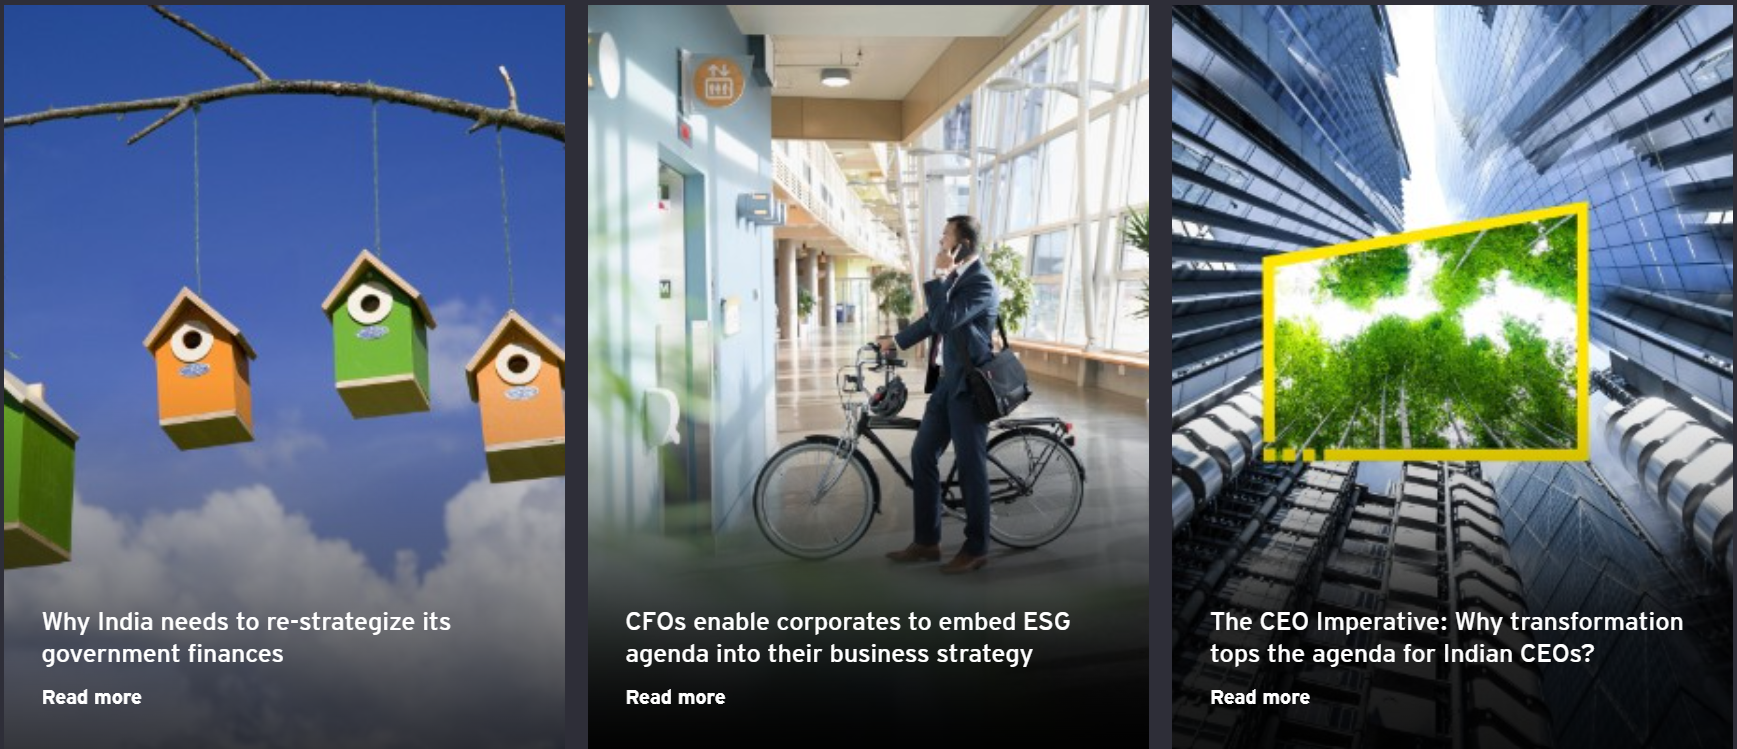 Why India needs to re-strategize its
government finances
Read more
CFOs enable corporates to embed ESG
agenda into their business strategy
Read more
The CEO Imperative: Why transformation
tops the agenda for Indian CEOs?
Read more